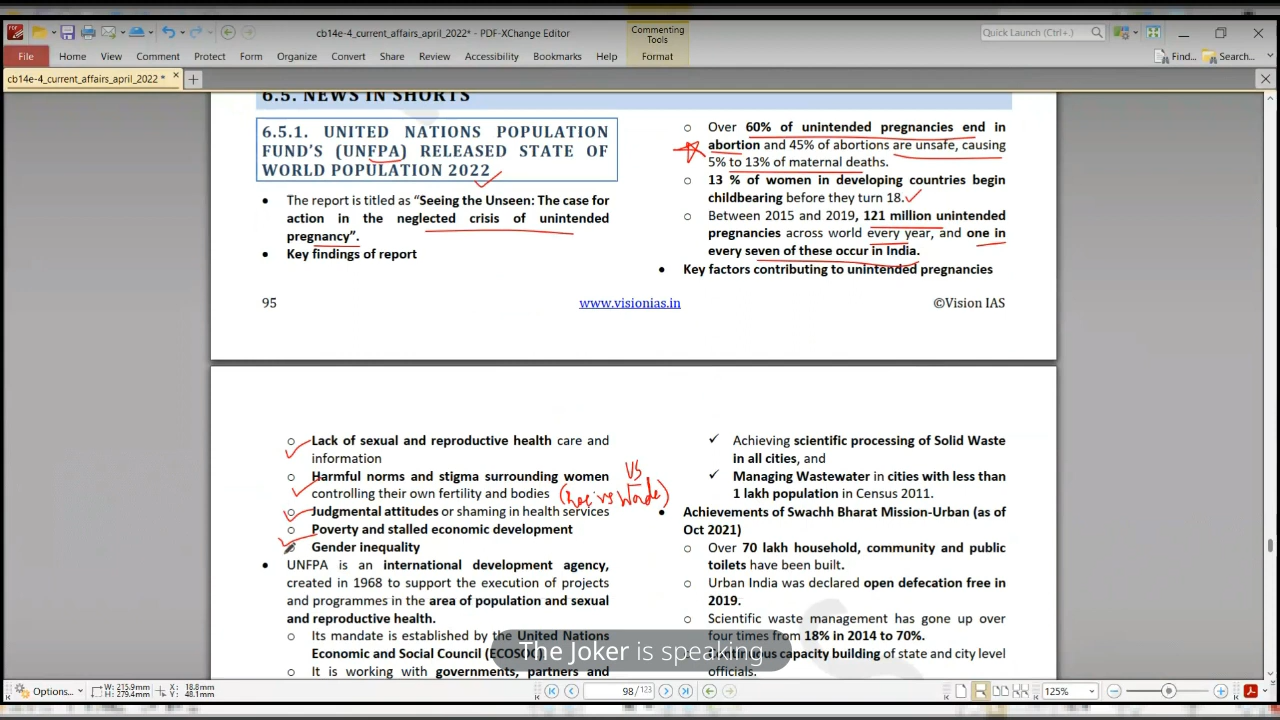 cb14e-4_current_affairs_april_2022* - PDF-XChange Editor
Commenting Tools
Quick Launch (Ctrl+.)
File Home View Comment Protect Form Organize Convert Share Review Accessibility Bookmarks Help Format
Find... Search...
cb14e-4_current_affairs_april_2022 *
6.5. NEWS IN SHORTS
6.5.1. UNITED NATIONS POPULATION
FUND'S (UNFPA) RELEASED STATE OF
WORLD POPULATION 2022
• The report is titled as “Seeing the Unseen: The case for
action in the neglected crisis of unintended
pregnancy”.
• Key findings of report
o Over 60% of unintended pregnancies end in
abortion and 45% of abortions are unsafe, causing
5% to 13% of maternal deaths.
o 13 % of women in developing countries begin
childbearing before they turn 18.
o Between 2015 and 2019, 121 million unintended
pregnancies across world every year, and one in
every seven of these occur in India.
• Key factors contributing to unintended pregnancies
95
www.visionias.in
©Vision IAS
o Lack of sexual and reproductive health care and
information
o Harmful norms and stigma surrounding women
controlling their own fertility and bodies
VS
(Roe vs Wade)
o Judgmental attitudes or shaming in health services
o Poverty and stalled economic development
o Gender inequality
• UNFPA is an international development agency,
created in 1968 to support the execution of projects
and programmes in the area of population and sexual
and reproductive health.
o Its mandate is established by the United Nations
Economic and Social Council (ECOSOC)
o It is working with governments, partners and
✓ Achieving scientific processing of Solid Waste
in all cities, and
✓ Managing Wastewater in cities with less than
1 lakh population in Census 2011.
• Achievements of Swachh Bharat Mission-Urban (as of
Oct 2021)
o Over 70 lakh household, community and public
toilets have been built.
o Urban India was declared open defecation free in
2019.
o Scientific waste management has gone up over
four times from 18% in 2014 to 70%.
capacity building of state and city level
officials.
The Joker is speaking
Options...
W: 215.9mm
H: 279.4mm
X: 18.8mm
Y: 48.1mm
98 / 123
125%